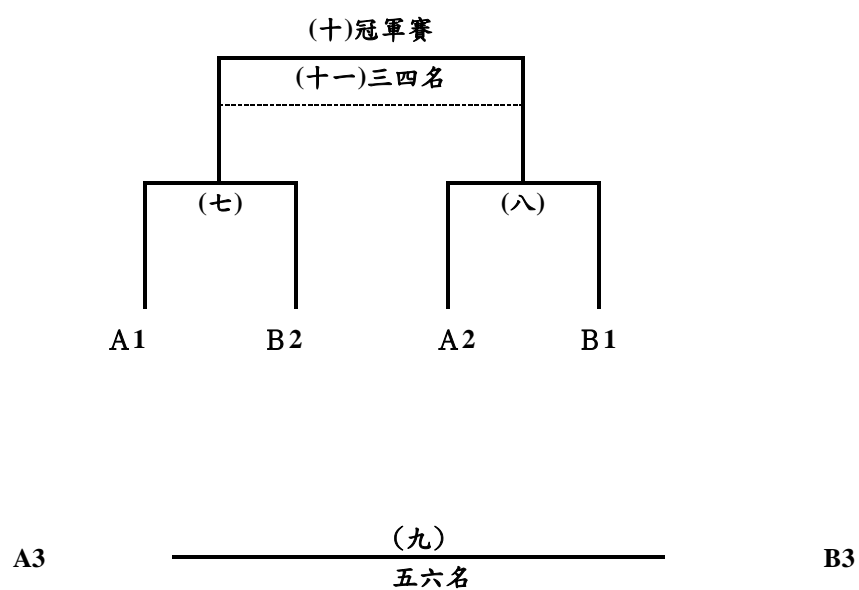 (十)冠軍賽
(十一)三四名
(七) (八)
A1 B2 A2 B1
(九)
A3 B3
五六名